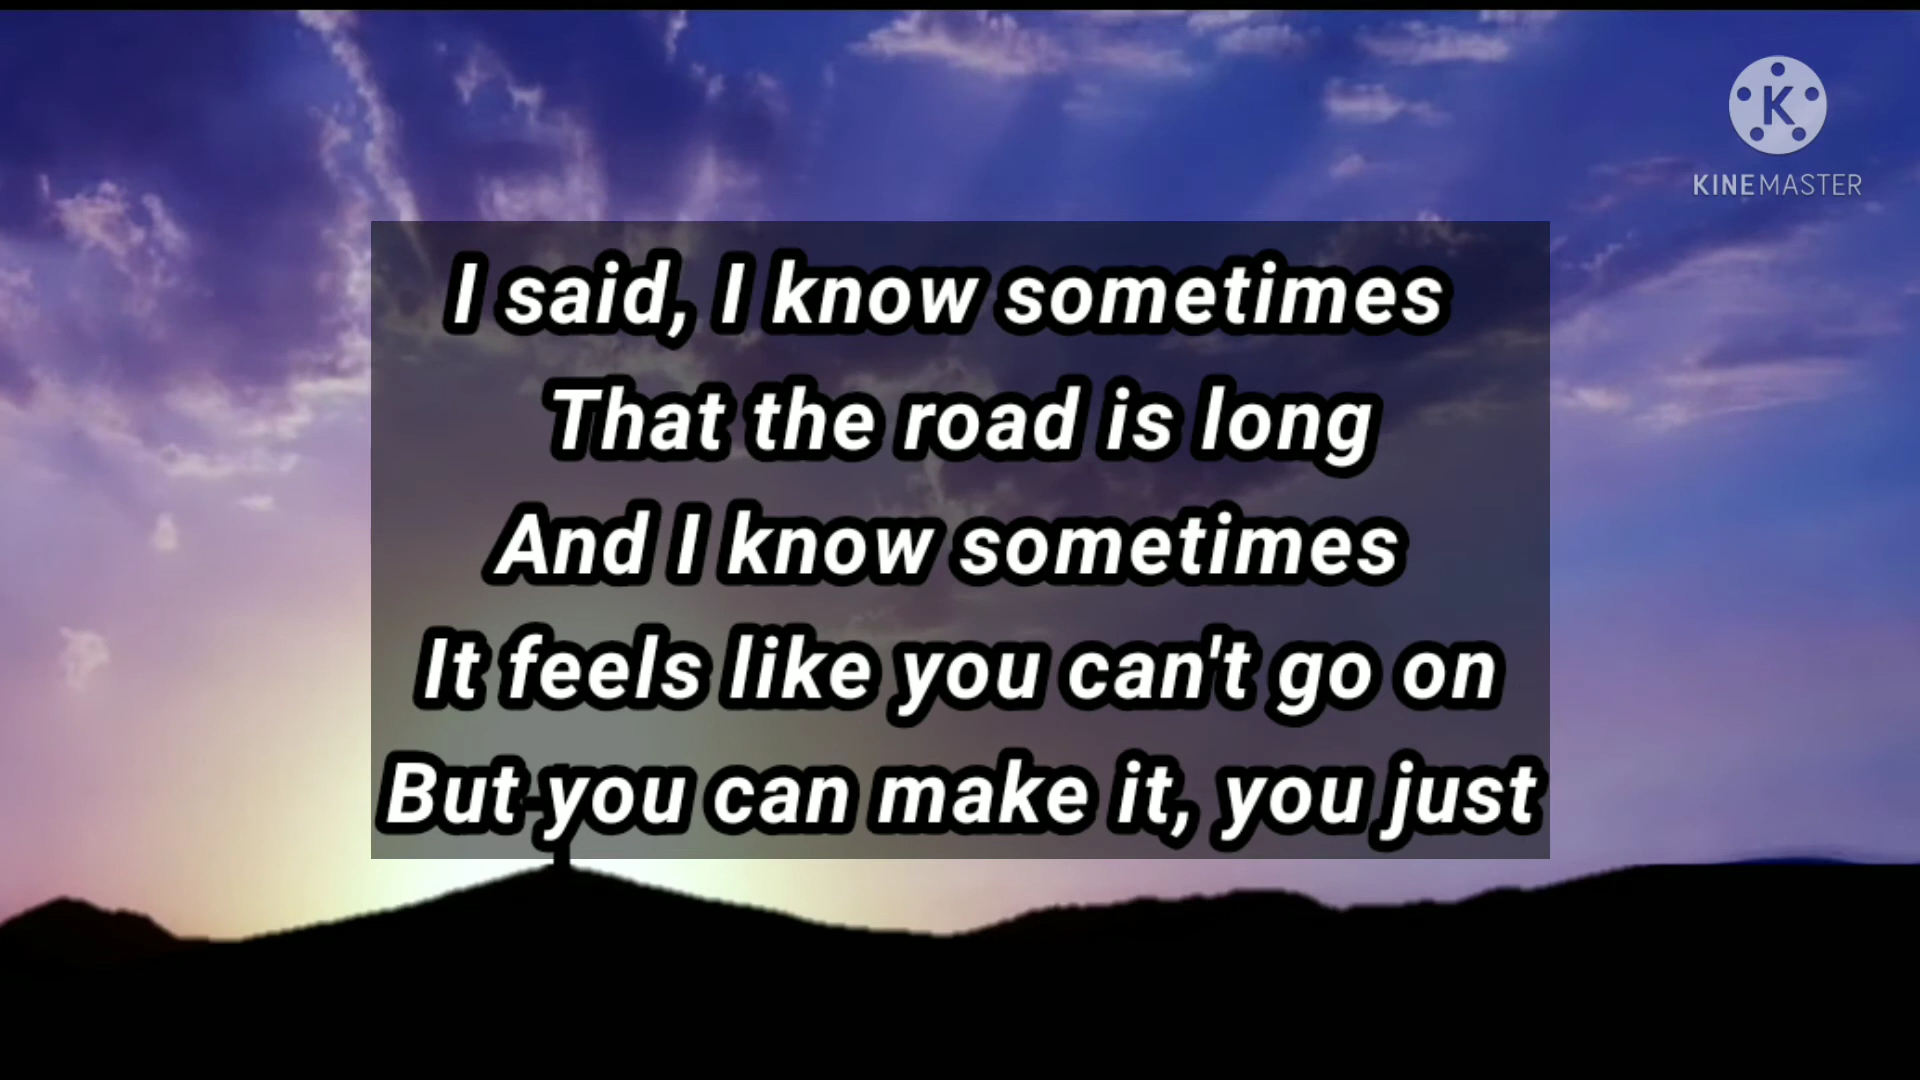 K
KINEMASTER
I said, I know sometimes
That the road is long
And I know sometimes
It feels like you can't go on
But you can make it, you just